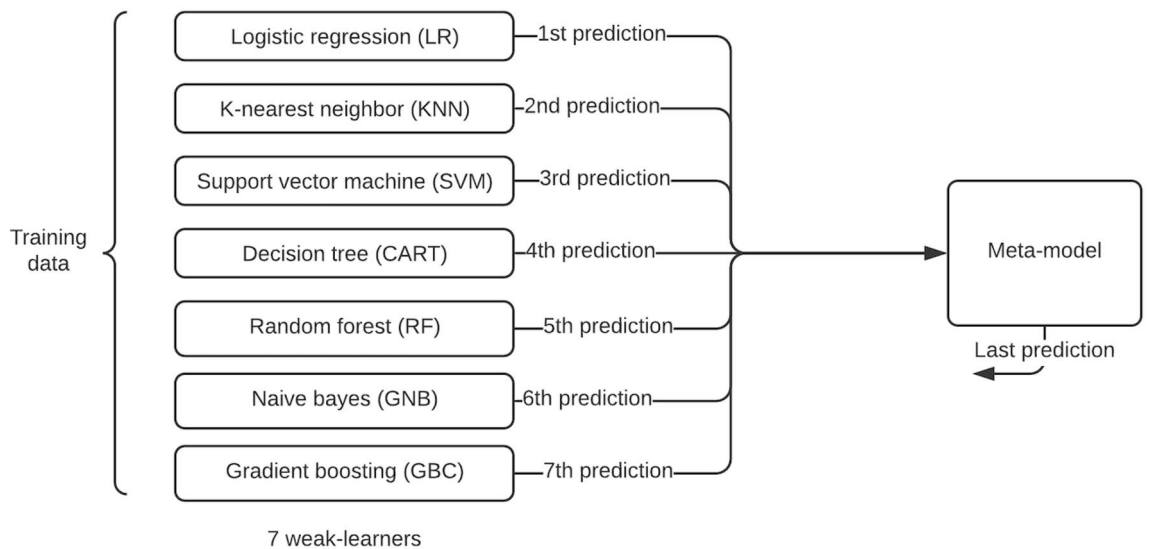 Logistic regression (LR)
1st prediction
K-nearest neighbor (KNN)
2nd prediction
Support vector machine (SVM)
3rd prediction
Training
data
Decision tree (CART)
4th prediction
Meta-model
Random forest (RF)
5th prediction
Last prediction
Naive bayes (GNB)
6th prediction
Gradient boosting (GBC)
7th prediction
7 weak-learners